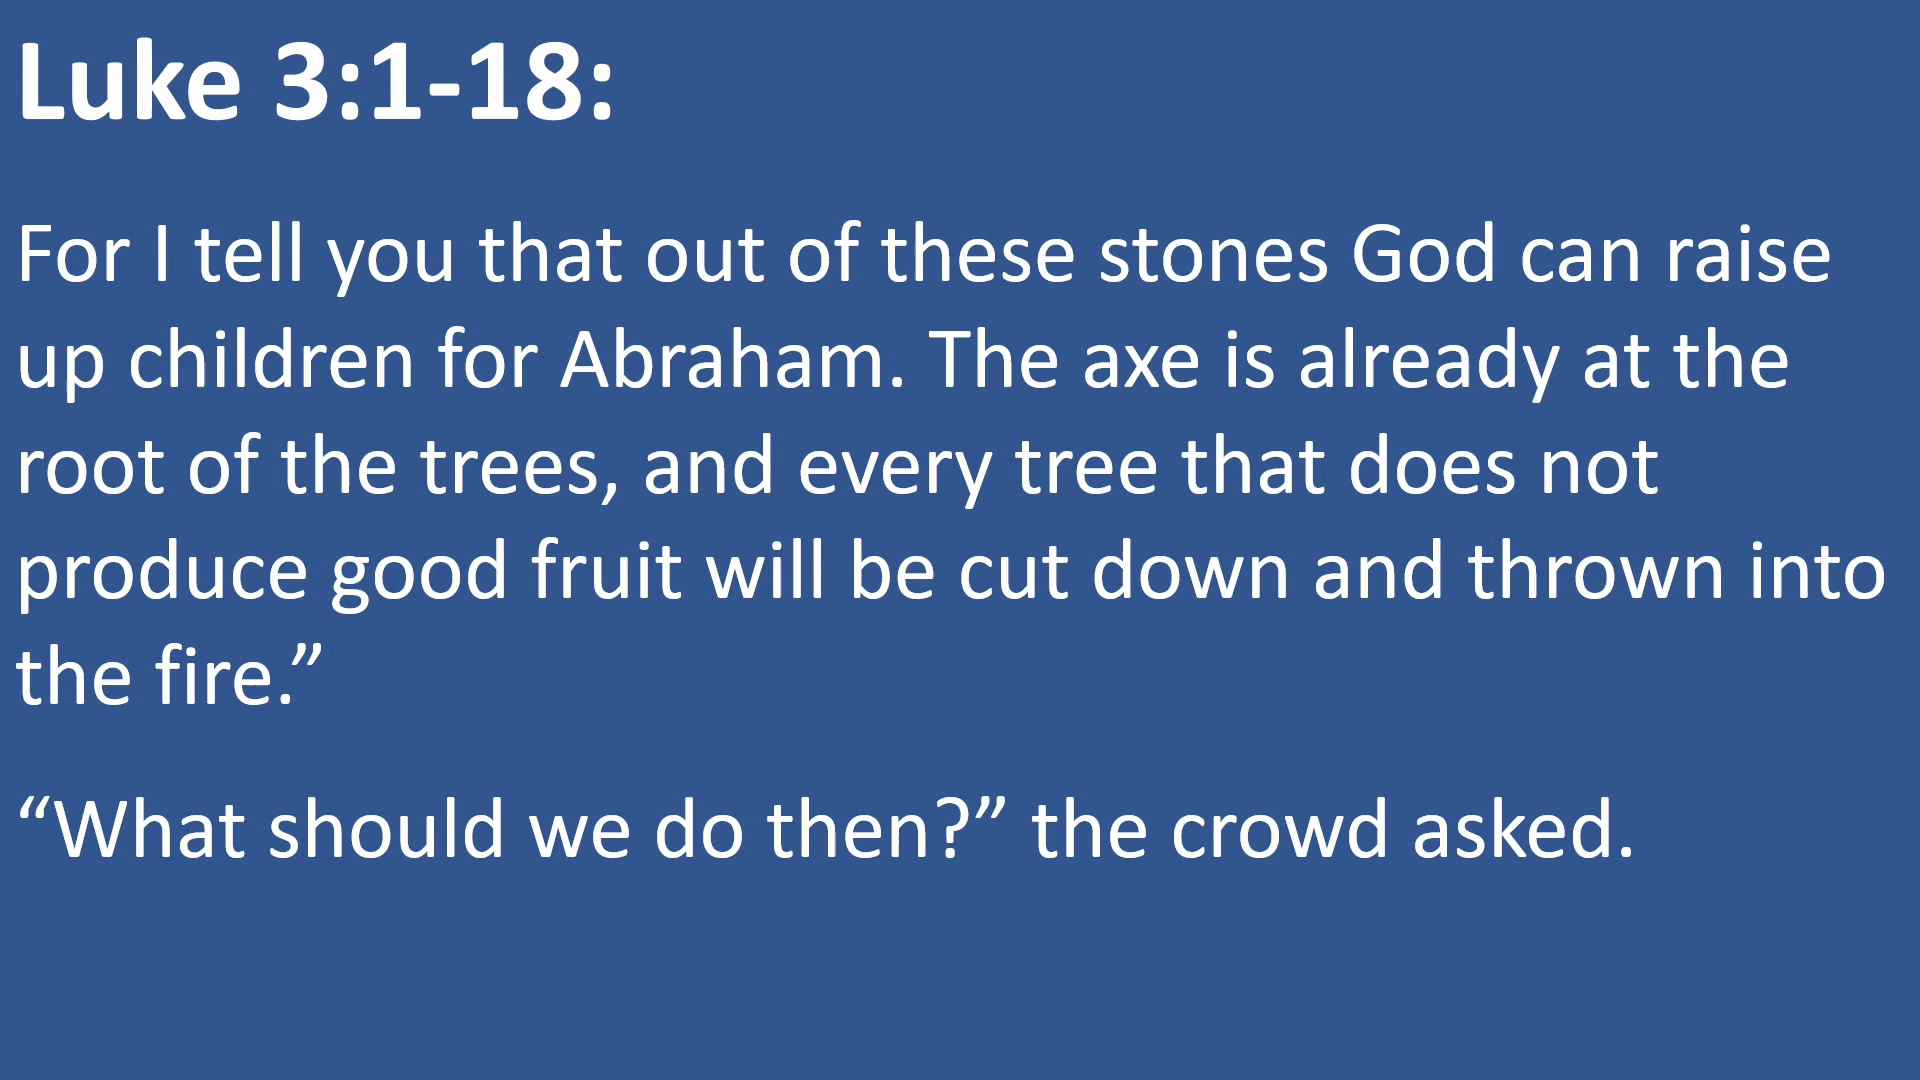 Luke 3:1-18:
For I tell you that out of these stones God can raise
up children for Abraham. The axe is already at the
root of the trees, and every tree that does not
produce good fruit will be cut down and thrown into
the fire.”
“What should we do then?” the crowd asked.